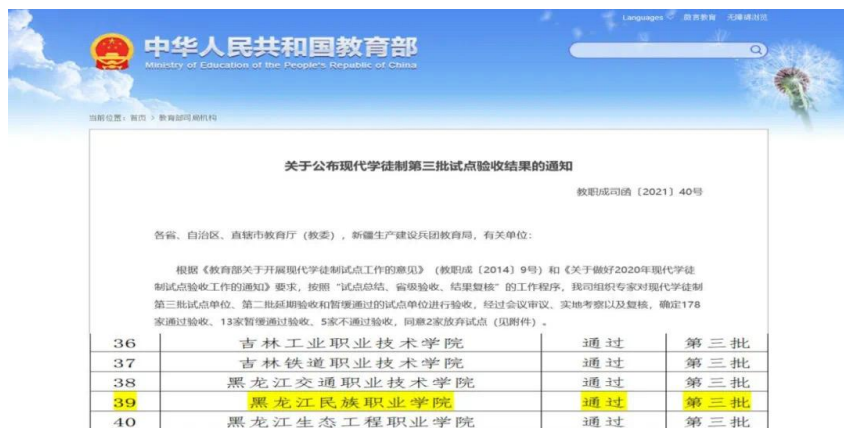 Languages 融媒教育 无障碍浏览
中华人民共和国教育部
Ministry of Education of the People's Republic of China
当前位置：首页 > 教育部司局机构
关于公布现代学徒制第三批试点验收结果的通知
教职成司函〔2021〕40号
各省、自治区、直辖市教育厅（教委），新疆生产建设兵团教育局，有关单位：
根据《教育部关于开展现代学徒制试点工作的意见》（教职成〔2014〕9号）和《关于做好2020年现代学徒
制试点验收工作的通知》要求，按照“试点总结、省级验收、结果复核”的工作程序，我司组织专家对现代学徒制
第三批试点单位、第二批延期验收和暂缓通过的试点单位进行验收，经过会议审议、实地考察以及复核，确定178
家通过验收、13家暂缓通过验收、5家不通过验收，同意2家放弃试点（见附件）。
36 吉林工业职业技术学院 通过 第三批
37 吉林铁道职业技术学院 通过 第三批
38 黑龙江交通职业技术学院 通过 第三批
39 黑龙江民族职业学院 通过 第三批
40 黑龙江生态工程职业学院 通过 第三批